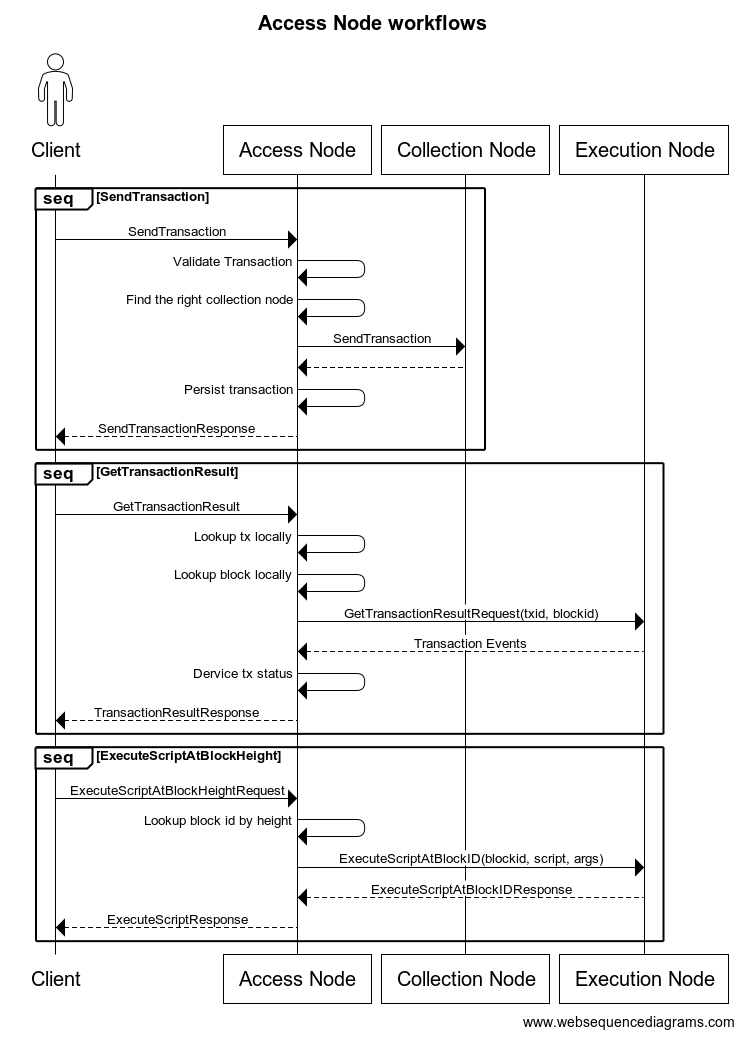 Access Node workflows
Client
Access Node
Collection Node
Execution Node
seq [SendTransaction]
SendTransaction
Validate Transaction
Find the right collection node
SendTransaction
Persist transaction
SendTransactionResponse
seq [GetTransactionResult]
GetTransactionResult
Lookup tx locally
Lookup block locally
GetTransactionResultRequest(txid, blockid)
Transaction Events
Dervice tx status
TransactionResultResponse
seq [ExecuteScriptAtBlockHeight]
ExecuteScriptAtBlockHeightRequest
Lookup block id by height
ExecuteScriptAtBlockID(blockid, script, args)
ExecuteScriptAtBlockIDResponse
ExecuteScriptResponse
Client
Access Node
Collection Node
Execution Node
www.websequencediagrams.com